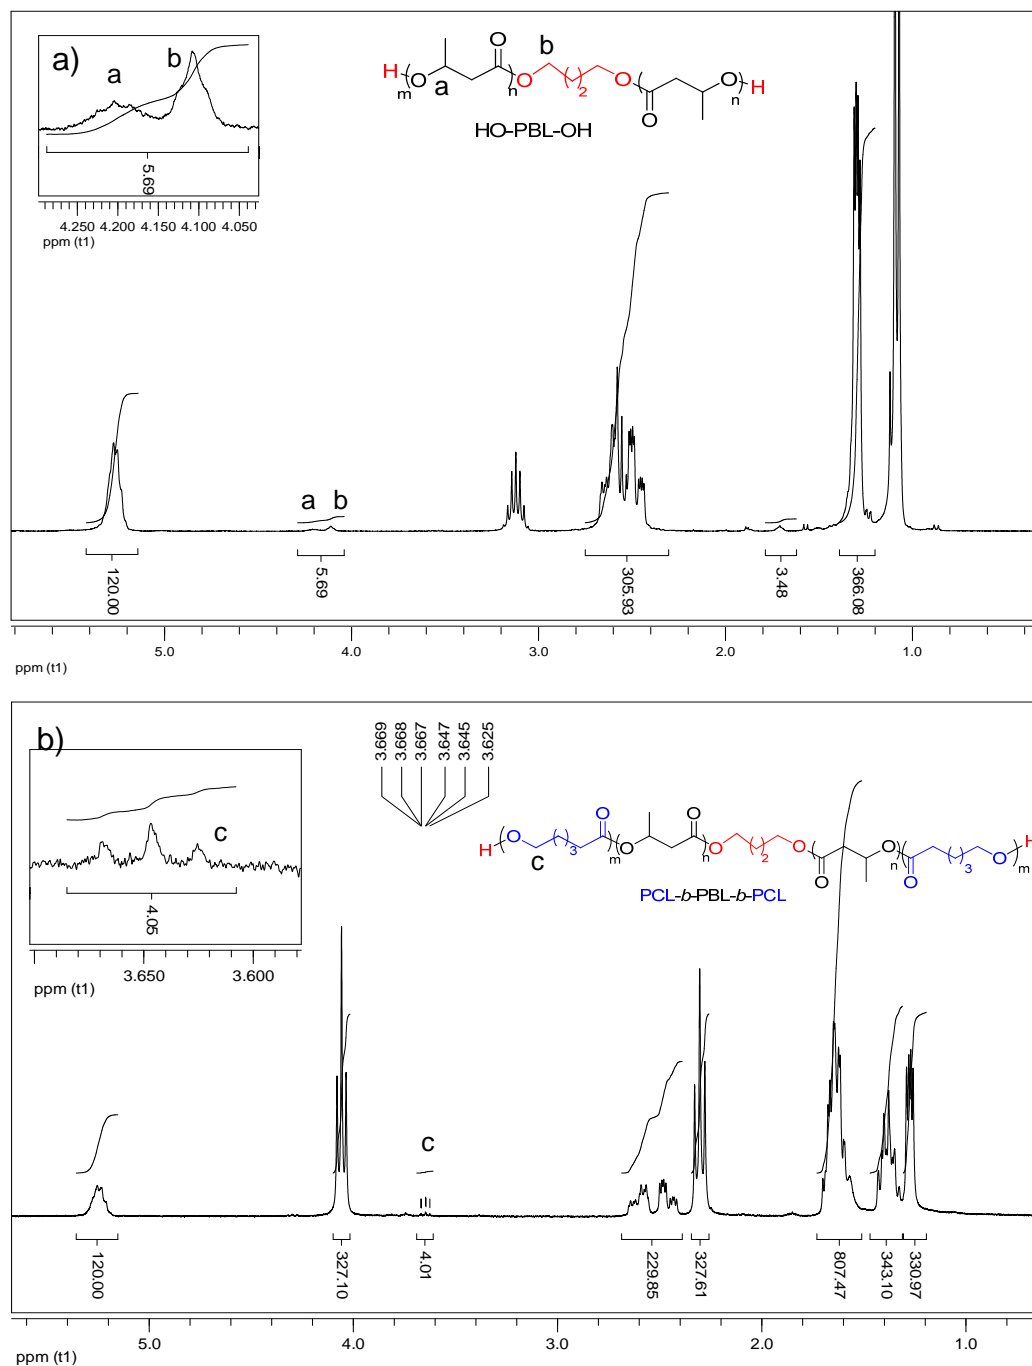 a)
a
b
5.69
4.250 4.200 4.150 4.100 4.050
ppm (t1)
H
O
m
a
O
n
b
O
2
O
O
O
n
H
HO-PBL-OH
a
b
120.00
5.69
305.93
3.48
366.08
5.0 4.0 3.0 2.0 1.0
ppm (t1)
b)
c
4.05
3.650 3.600
ppm (t1)
3.669
3.668
3.667
3.647
3.645
3.625
H
O
c
3
O
m
O
O
n
O
2
O
O
O
n
O
3
O
m
H
PCL-b-PBL-b-PCL
c
120.00
327.10
4.01
229.85
327.61
807.47
343.10
330.97
5.0 4.0 3.0 2.0 1.0
ppm (t1)